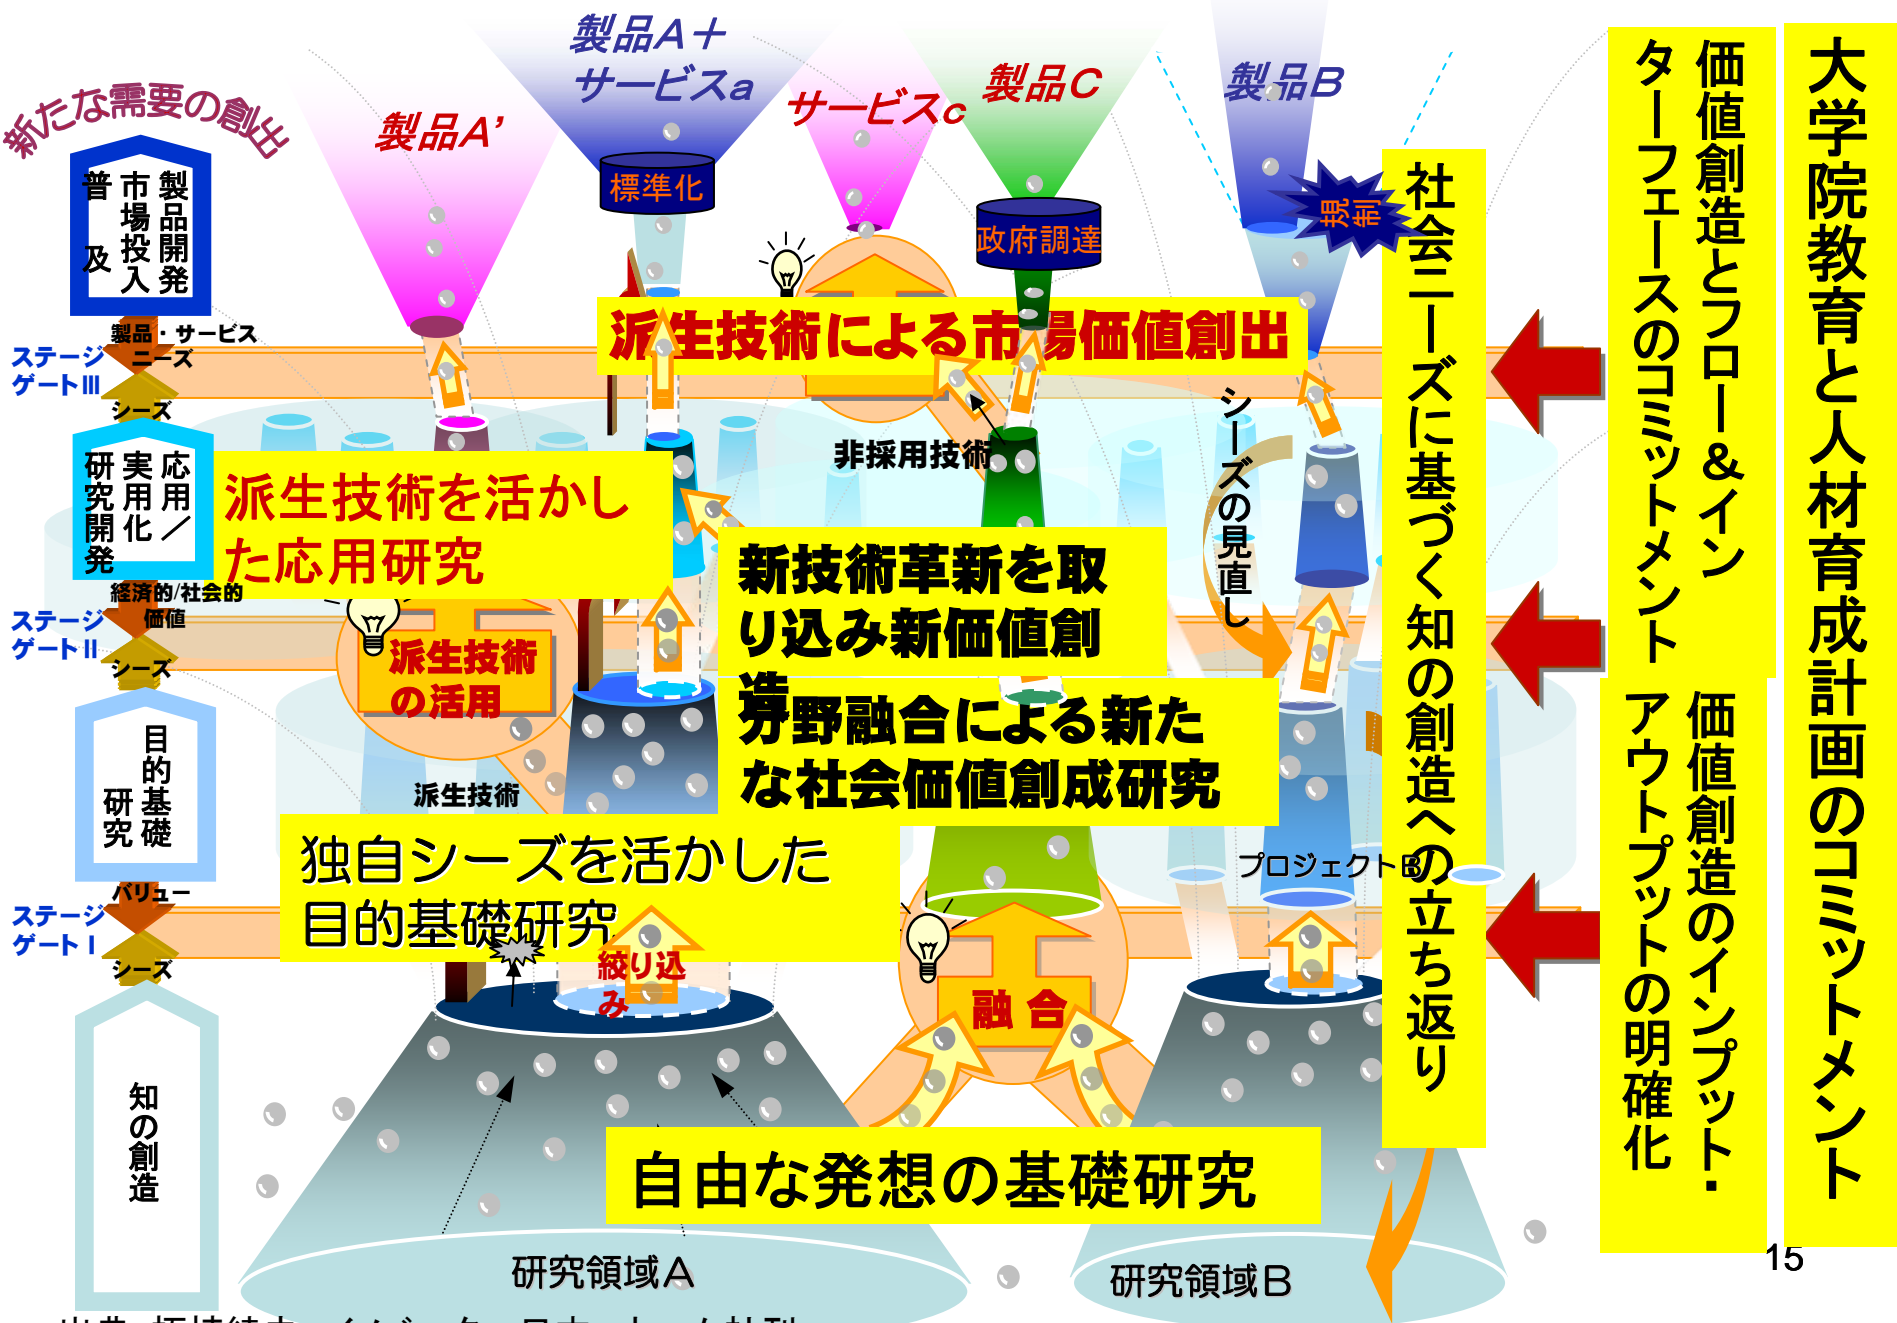 新たな需要の創出
製品A＋
サービスa
製品A’
サービスc
製品C
製品B
標準化
政府調達
規制
製品開発
市場投入
普　及
製品・サービス
ニーズ
ステージ
ゲートⅢ
シーズ
派生技術による市場価値創出
非採用技術
シーズの見直し
応用／
実用化
研究開発
派生技術を活かし
た応用研究
経済的/社会的
価値
ステージ
ゲートⅡ
シーズ
派生技術
の活用
新技術革新を取
り込み新価値創
造
分野融合による新た
な社会価値創成研究
目的基礎
研究
派生技術
独自シーズを活かした
目的基礎研究
プロジェクトB
バリュー
ステージ
ゲートⅠ
シーズ
絞り込
み
融 合
知の創造
自由な発想の基礎研究
研究領域A
研究領域B
社会ニーズに基づく知の創造への立ち返り
価値創造とフロー＆イン
ターフェースのコミットメント
価値創造のインプット・
アウトプットの明確化
大学院教育と人材育成計画のコミットメント
15